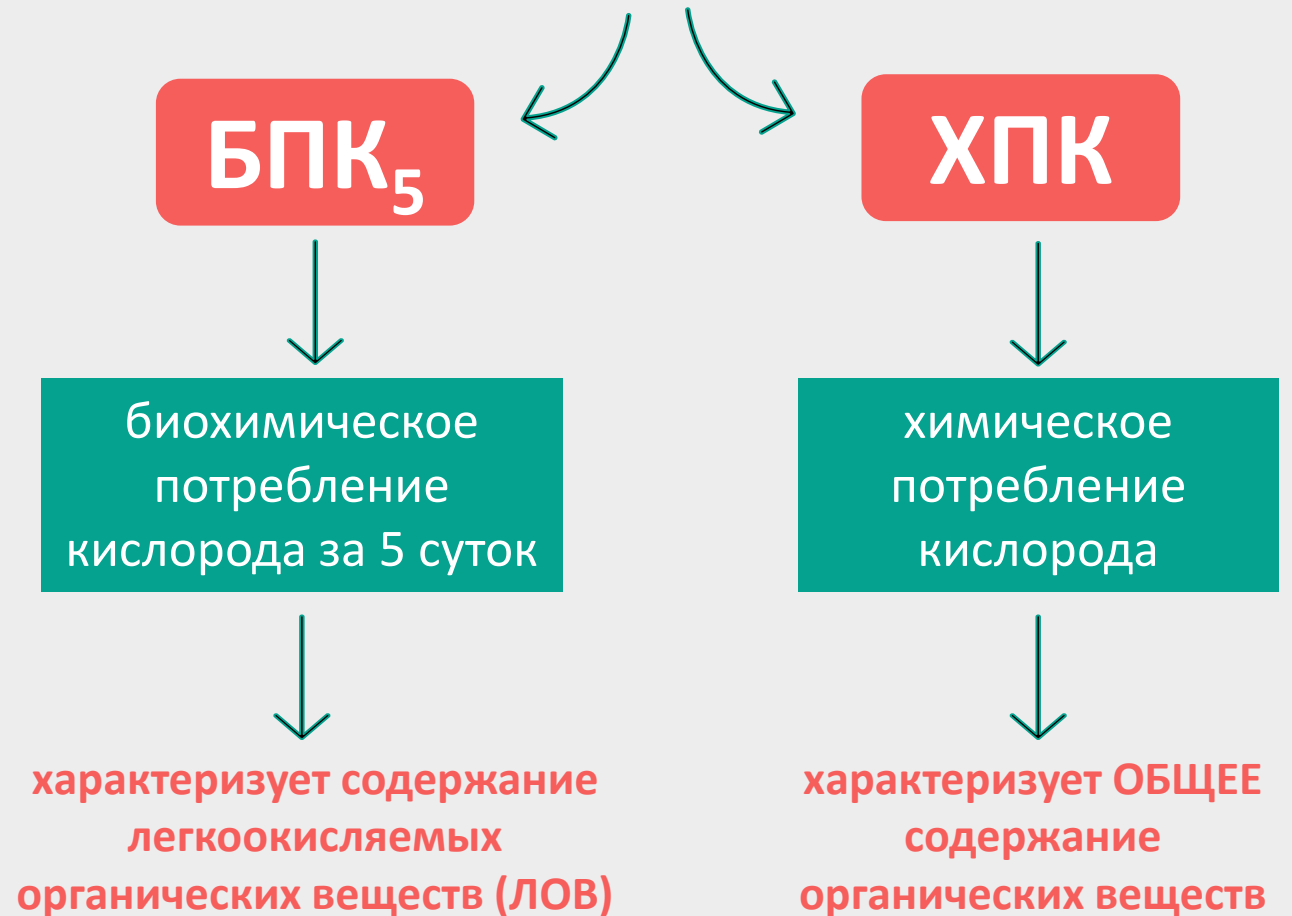 БПК₅
биохимическое
потребление
кислорода за 5 суток
характеризует содержание
легкоокисляемых
органических веществ (ЛОВ)
ХПК
химическое
потребление
кислорода
характеризует ОБЩЕЕ
содержание
органических веществ